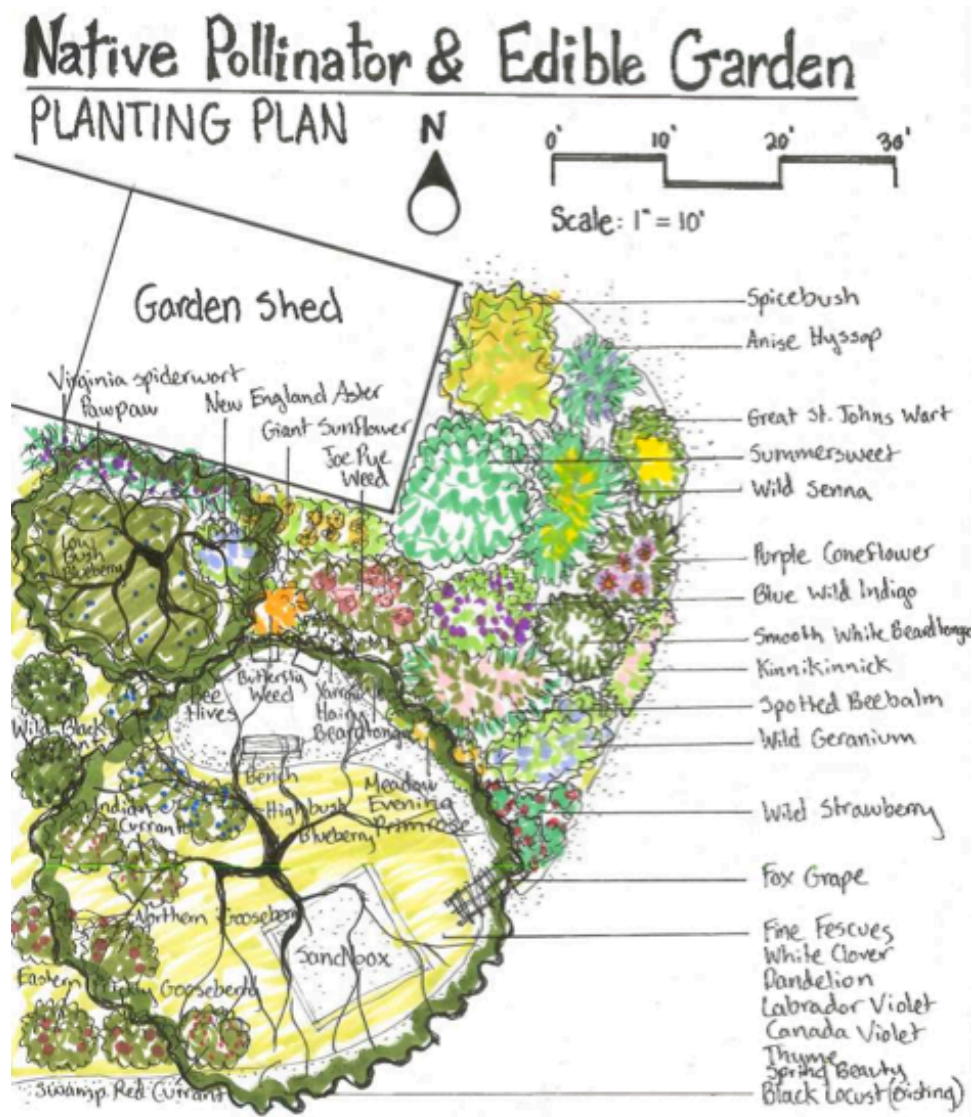 Native Pollinator & Edible Garden
PLANTING PLAN
N
0' 10' 20' 30'
Scale: 1" = 10'
Garden Shed
Spicebush
Anise Hyssop
Virginia spiderwort
Pawpaw
New England Aster
Giant Sunflower
Joe Pye
Weed
Great St. Johns Wart
Summersweet
Wild Senna
Low
Bush
Blueberry
Purple Coneflower
Blue Wild Indigo
Smooth White Beardtongue
Kinnikinnick
Spotted Beebalm
Wild Geranium
Butterfly
Weed
Bee
Hives
Yarrow
Hairy
Beardtongue
Wild Black
Bench
Meadow
Evening
Primrose
Indian
Currant
Highbush
Blueberry
Wild Strawberry
Fox Grape
Northern Gooseberry
Sandbox
Eastern Prickly Gooseberry
Swamp Red Currant
Fine Fescues
White Clover
Dandelion
Labrador Violet
Canada Violet
Thyme
Spring Beauty
Black Locust (existing)